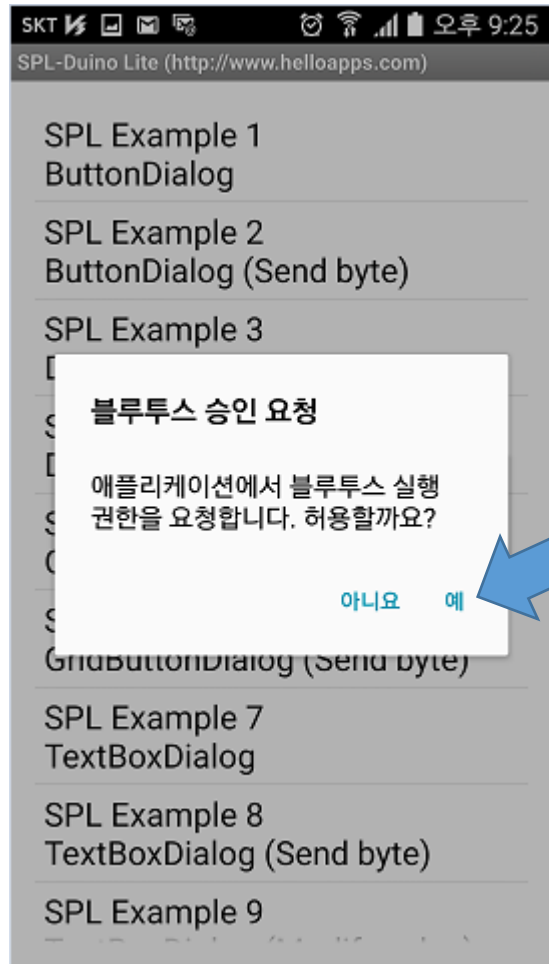 SKT 오후 9:25
SPL-Duino Lite (http://www.helloapps.com)
SPL Example 1
ButtonDialog
SPL Example 2
ButtonDialog (Send byte)
SPL Example 3
블루투스 승인 요청
애플리케이션에서 블루투스 실행
권한을 요청합니다. 허용할까요?
아니요 예
GridButtonDialog (Send byte)
SPL Example 7
TextBoxDialog
SPL Example 8
TextBoxDialog (Send byte)
SPL Example 9